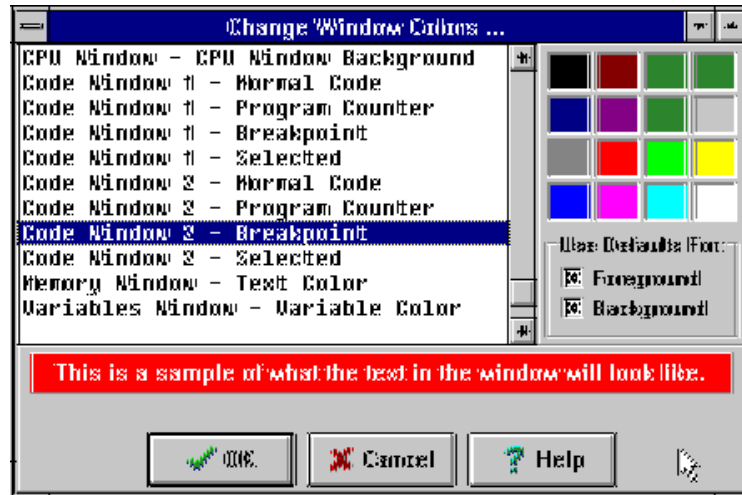 Change Window Colors ...
CPU Window - CPU Window Background
Code Window 1 - Normal Code
Code Window 1 - Program Counter
Code Window 1 - Breakpoint
Code Window 1 - Selected
Code Window 2 - Normal Code
Code Window 2 - Program Counter
Code Window 2 - Breakpoint
Code Window 2 - Selected
Memory Window - Text Color
Variables Window - Variable Color
Use Defaults For:
Foreground
Background
This is a sample of what the text in the window will look like.
OK
Cancel
? Help